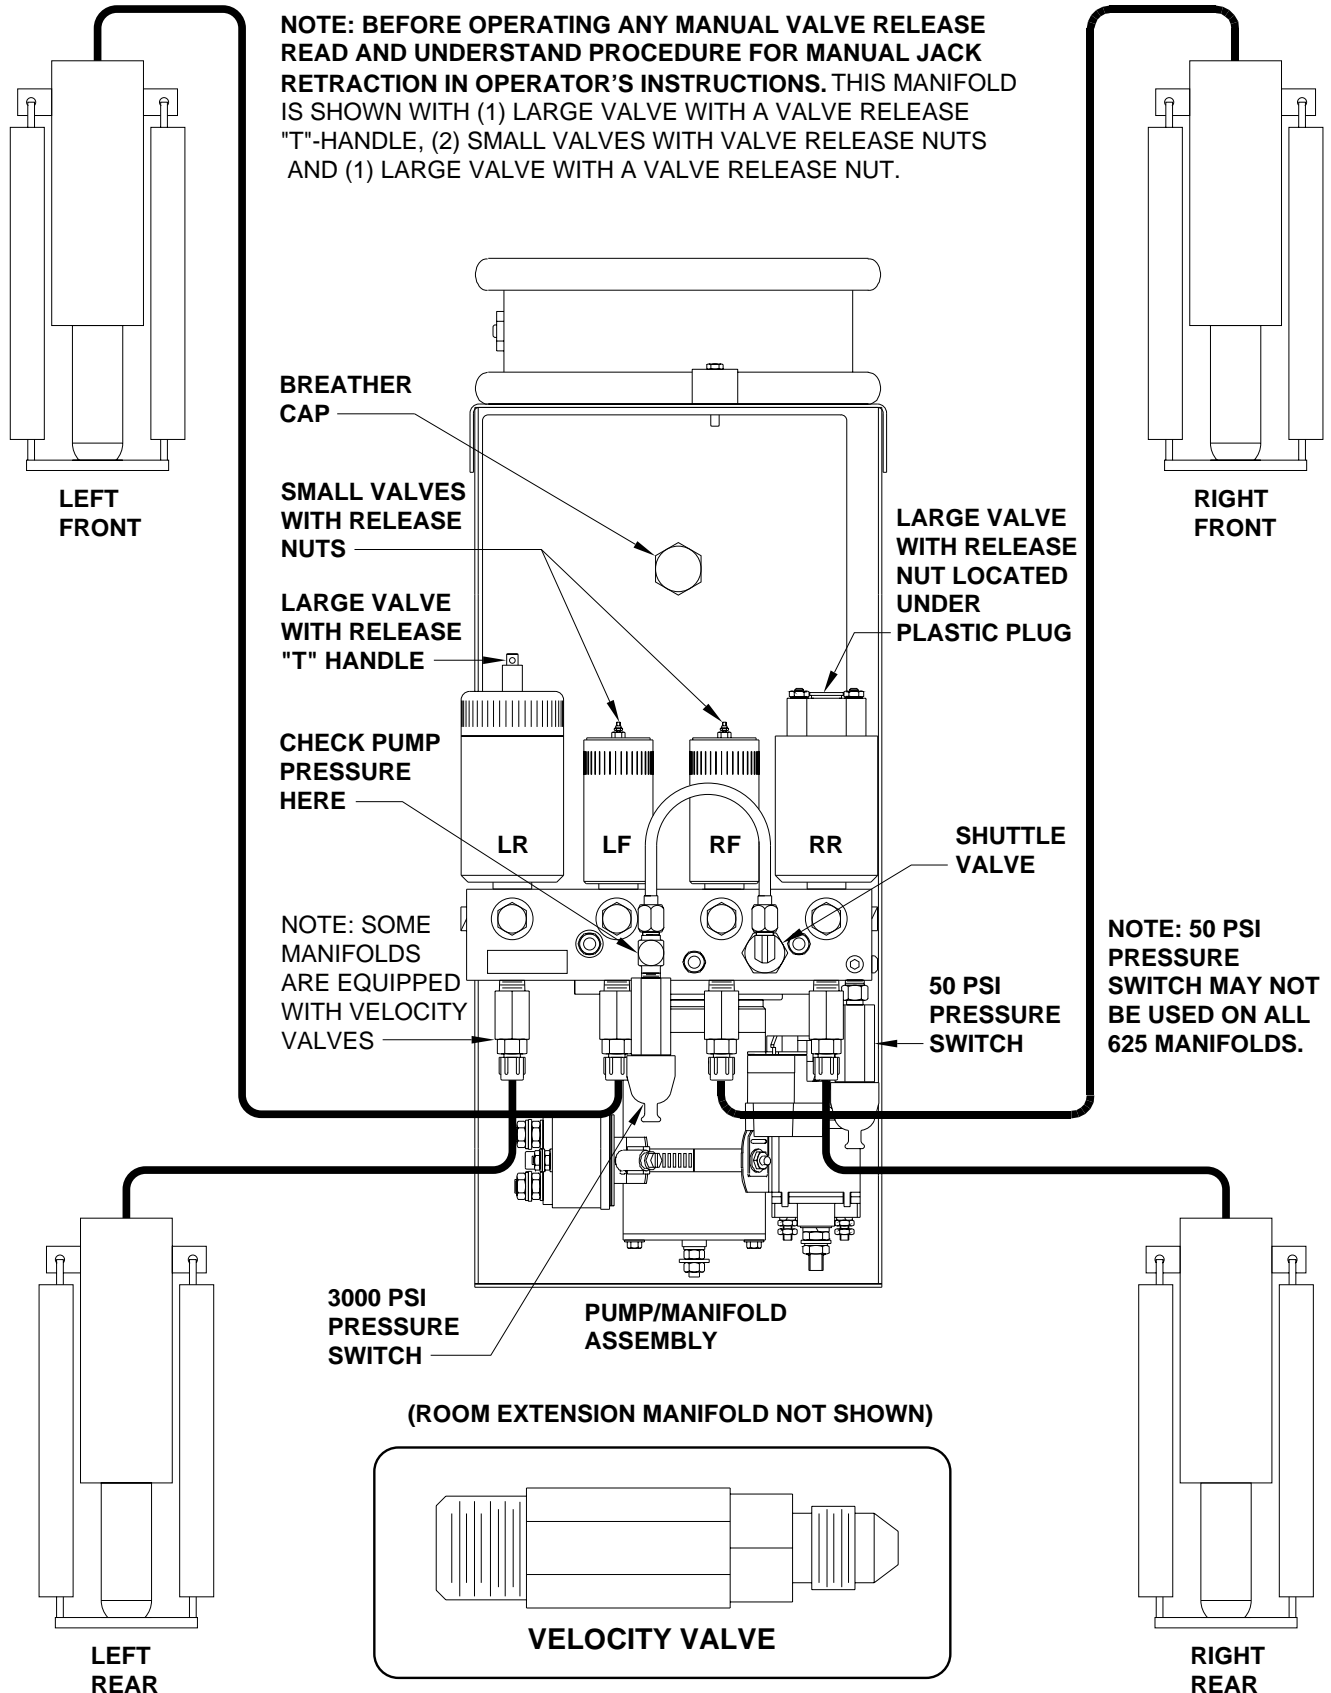 NOTE: BEFORE OPERATING ANY MANUAL VALVE RELEASE
READ AND UNDERSTAND PROCEDURE FOR MANUAL JACK
RETRACTION IN OPERATOR'S INSTRUCTIONS. THIS MANIFOLD
IS SHOWN WITH (1) LARGE VALVE WITH A VALVE RELEASE
"T"-HANDLE, (2) SMALL VALVES WITH VALVE RELEASE NUTS
AND (1) LARGE VALVE WITH A VALVE RELEASE NUT.
LEFT
FRONT
RIGHT
FRONT
BREATHER
CAP
SMALL VALVES
WITH RELEASE
NUTS
LARGE VALVE
WITH RELEASE
"T" HANDLE
LARGE VALVE
WITH RELEASE
NUT LOCATED
UNDER
PLASTIC PLUG
CHECK PUMP
PRESSURE
HERE
LR
LF
RF
RR
SHUTTLE
VALVE
NOTE: SOME
MANIFOLDS
ARE EQUIPPED
WITH VELOCITY
VALVES
50 PSI
PRESSURE
SWITCH
NOTE: 50 PSI
PRESSURE
SWITCH MAY NOT
BE USED ON ALL
625 MANIFOLDS.
3000 PSI
PRESSURE
SWITCH
PUMP/MANIFOLD
ASSEMBLY
(ROOM EXTENSION MANIFOLD NOT SHOWN)
VELOCITY VALVE
LEFT
REAR
RIGHT
REAR